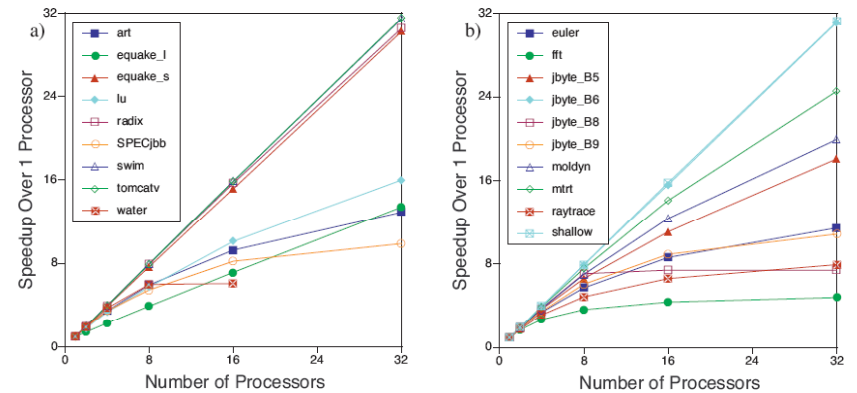 a)
art
equake_l
equake_s
lu
radix
SPECjbb
swim
tomcatv
water
Speedup Over 1 Processor
32
24
16
8
0
0
8
16
24
32
Number of Processors
b)
euler
fft
jbyte_B5
jbyte_B6
jbyte_B8
jbyte_B9
moldyn
mtrt
raytrace
shallow
Speedup Over 1 Processor
32
24
16
8
0
0
8
16
24
32
Number of Processors